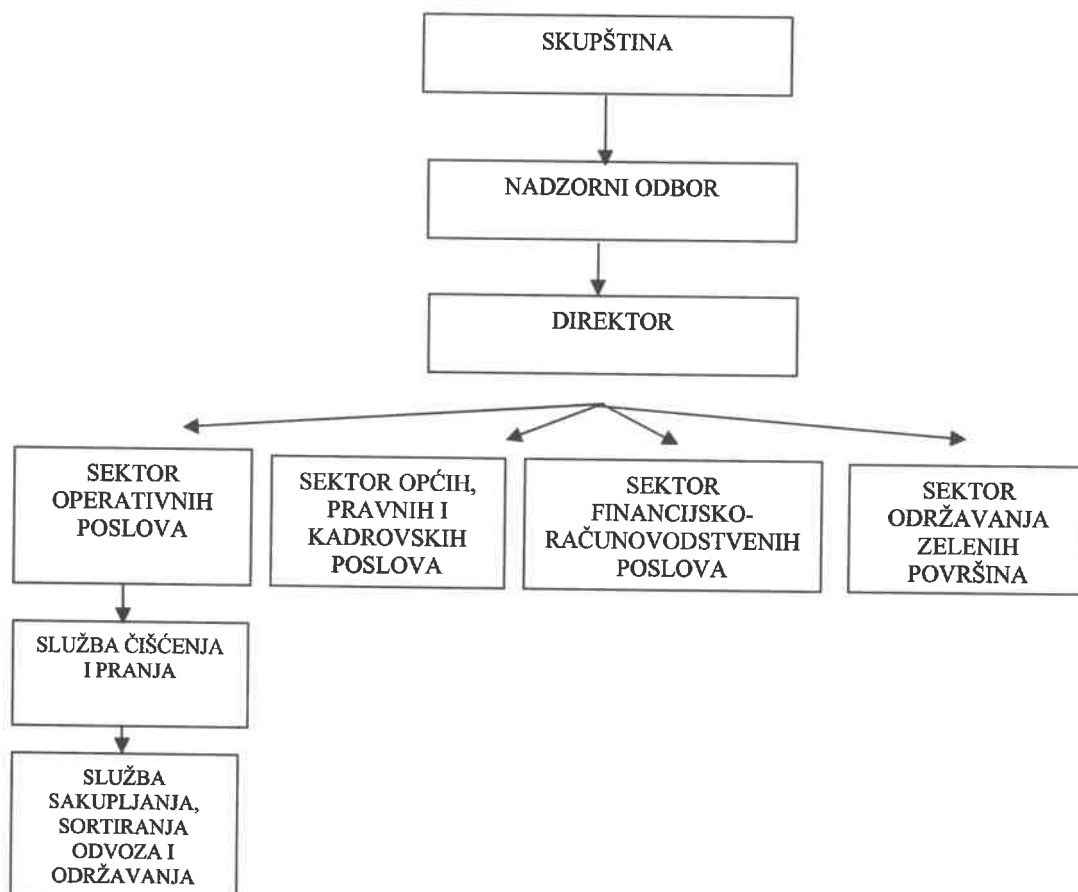 SKUPŠTINA
NADZORNI ODBOR
DIREKTOR
SEKTOR
OPERATIVNIH
POSLOVA
SEKTOR OPĆIH,
PRAVNIH I
KADROVSKIH
POSLOVA
SEKTOR
FINANCIJSKO-
RAČUNOVODSTVENIH
POSLOVA
SEKTOR
ODRŽAVANJA
ZELENIH
POVRŠINA
SLUŽBA ČIŠĆENJA
I PRANJA
SLUŽBA
SAKUPLJANJA,
SORTIRANJA
ODVOZA I
ODRŽAVANJA